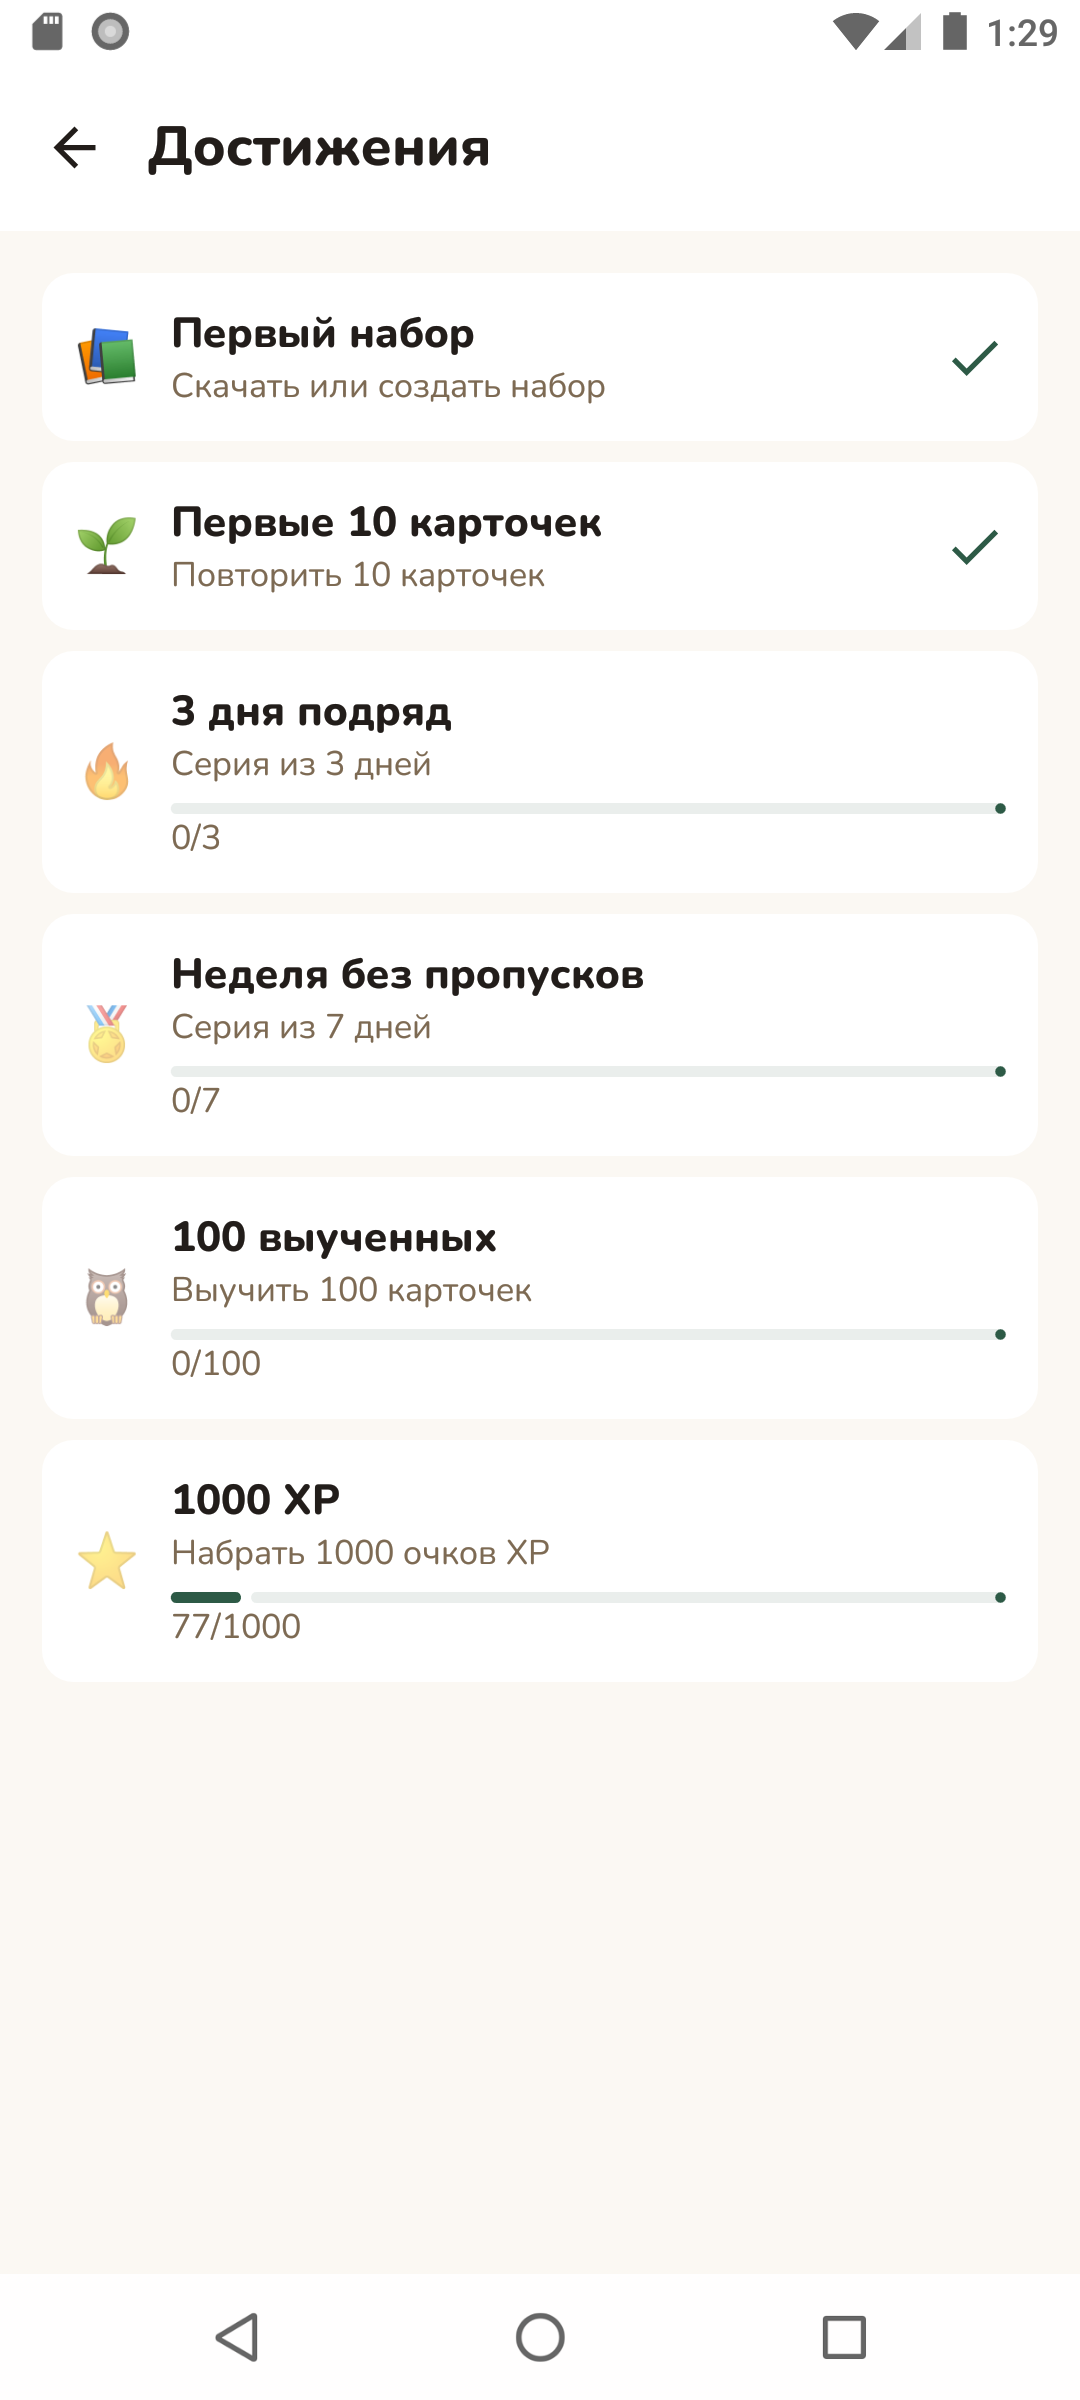 1:29
Достижения
Первый набор
Скачать или создать набор
Первые 10 карточек
Повторить 10 карточек
3 дня подряд
Серия из 3 дней
0/3
Неделя без пропусков
Серия из 7 дней
0/7
100 выученных
Выучить 100 карточек
0/100
1000 XP
Набрать 1000 очков XP
77/1000